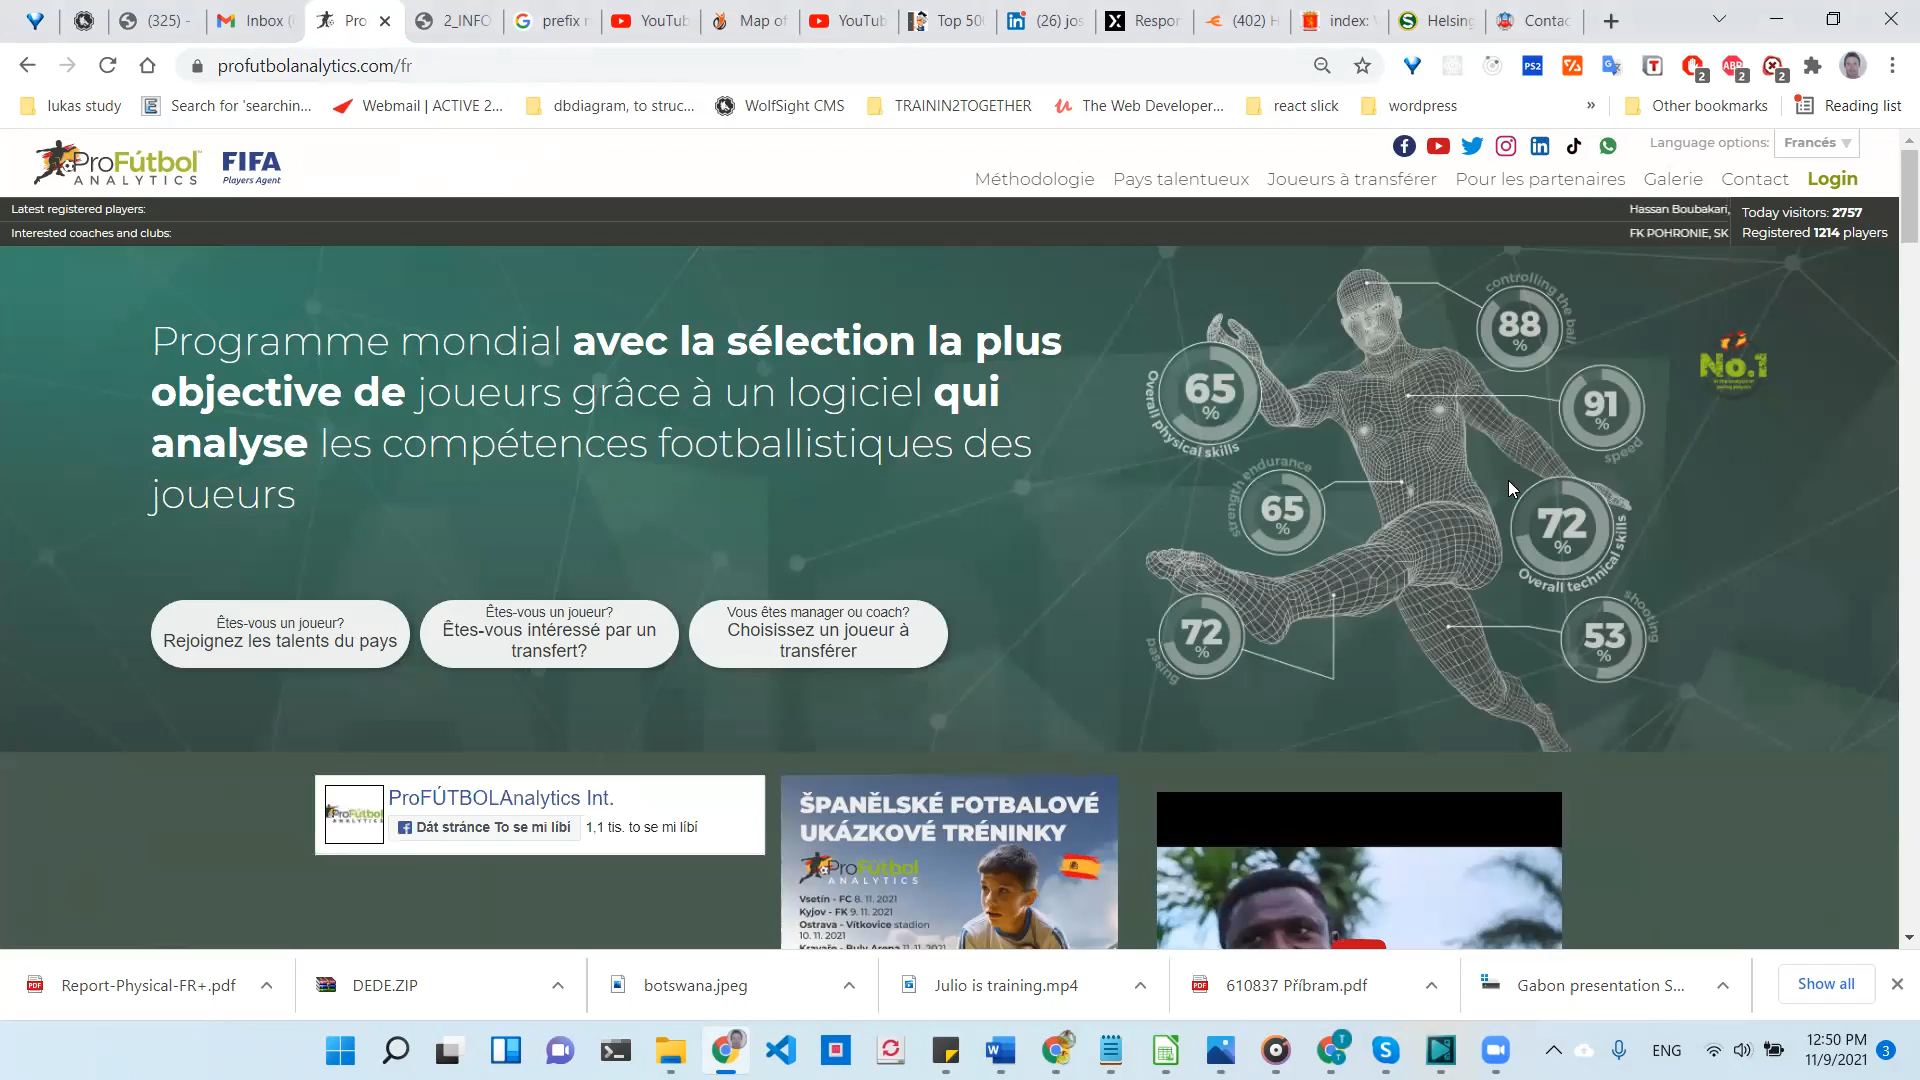 (325) -
Inbox (
Pro
2_INFO
prefix r
YouTub
Map of
YouTub
Top 50
(26) jos
Respor
(402) H
index:
Helsing
Contac
profutbolanalytics.com/fr
lukas study
Search for 'searchin...
Webmail | ACTIVE 2...
dbdiagram, to struc...
WolfSight CMS
TRAININ2TOGETHER
The Web Developer...
react slick
wordpress
»
Other bookmarks
Reading list
ProFútbol
ANALYTICS
FIFA
Players Agent
Language options:
Francés
Méthodologie
Pays talentueux
Joueurs à transférer
Pour les partenaires
Galerie
Contact
Login
Latest registered players:
Hassan Boubakari,
Today visitors: 2757
Interested coaches and clubs:
FK POHRONIE, SK
Registered 1214 players
Programme mondial avec la sélection la plus
objective de joueurs grâce à un logiciel qui
analyse les compétences footballistiques des
joueurs
controlling the ball
88
%
65
%
Overall physical skills
91
%
speed
strength endurance
65
%
72
%
Overall technical skills
72
%
passing
53
%
shooting
No.1
Êtes-vous un joueur?
Rejoignez les talents du pays
Êtes-vous un joueur?
Êtes-vous intéressé par un
transfert?
Vous êtes manager ou coach?
Choisissez un joueur à
transférer
ProFÚTBOLAnalytics Int.
Dát stránce To se mi líbí
1,1 tis. to se mi líbí
ŠPANĚLSKÉ FOTBALOVÉ
UKÁZKOVÉ TRÉNINKY
ProFútbol
ANALYTICS
Vsetín - FC 8. 11. 2021
Kyjov - FK 9. 11. 2021
Ostrava - Vítkovice stadion
10. 11. 2021
Kravaře - Buly Arena 11. 11. 2021
Report-Physical-FR+.pdf
DEDE.ZIP
botswana.jpeg
Julio is training.mp4
610837 Příbram.pdf
Gabon presentation S...
Show all
ENG
12:50 PM
11/9/2021
3